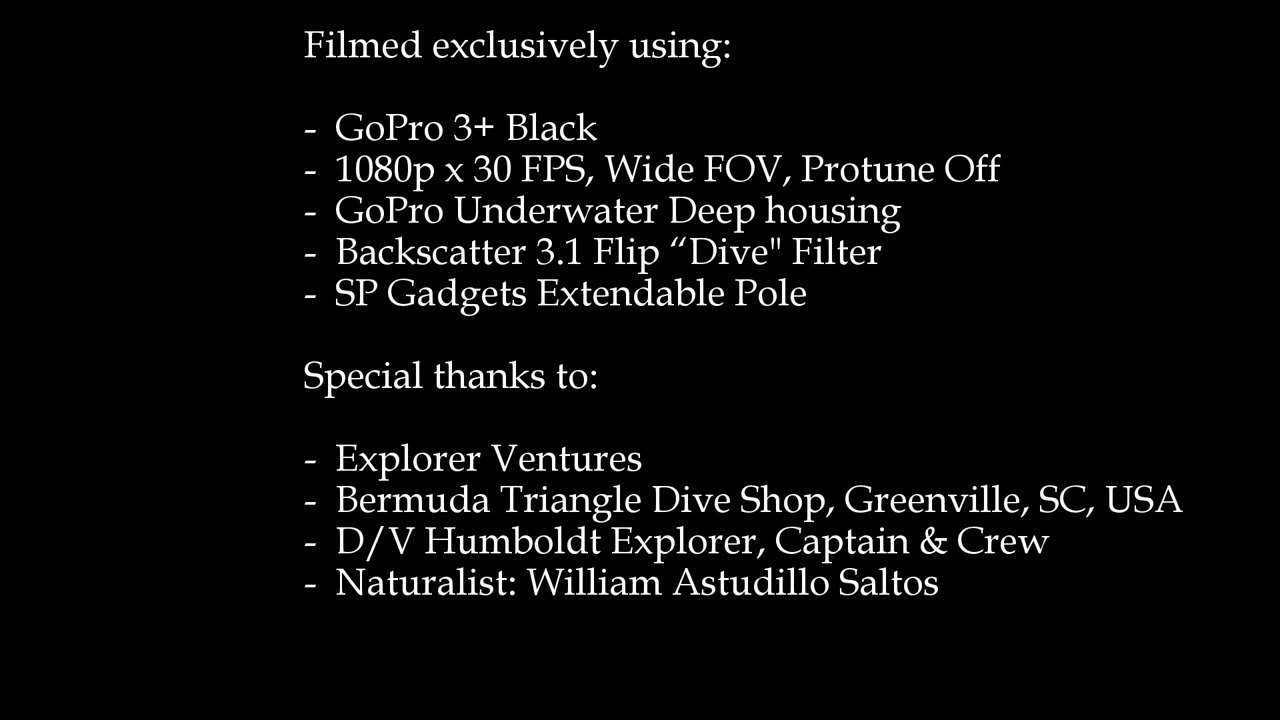 Filmed exclusively using:
- GoPro 3+ Black
- 1080p x 30 FPS, Wide FOV, Protune Off
- GoPro Underwater Deep housing
- Backscatter 3.1 Flip “Dive" Filter
- SP Gadgets Extendable Pole
Special thanks to:
- Explorer Ventures
- Bermuda Triangle Dive Shop, Greenville, SC, USA
- D/V Humboldt Explorer, Captain & Crew
- Naturalist: William Astudillo Saltos